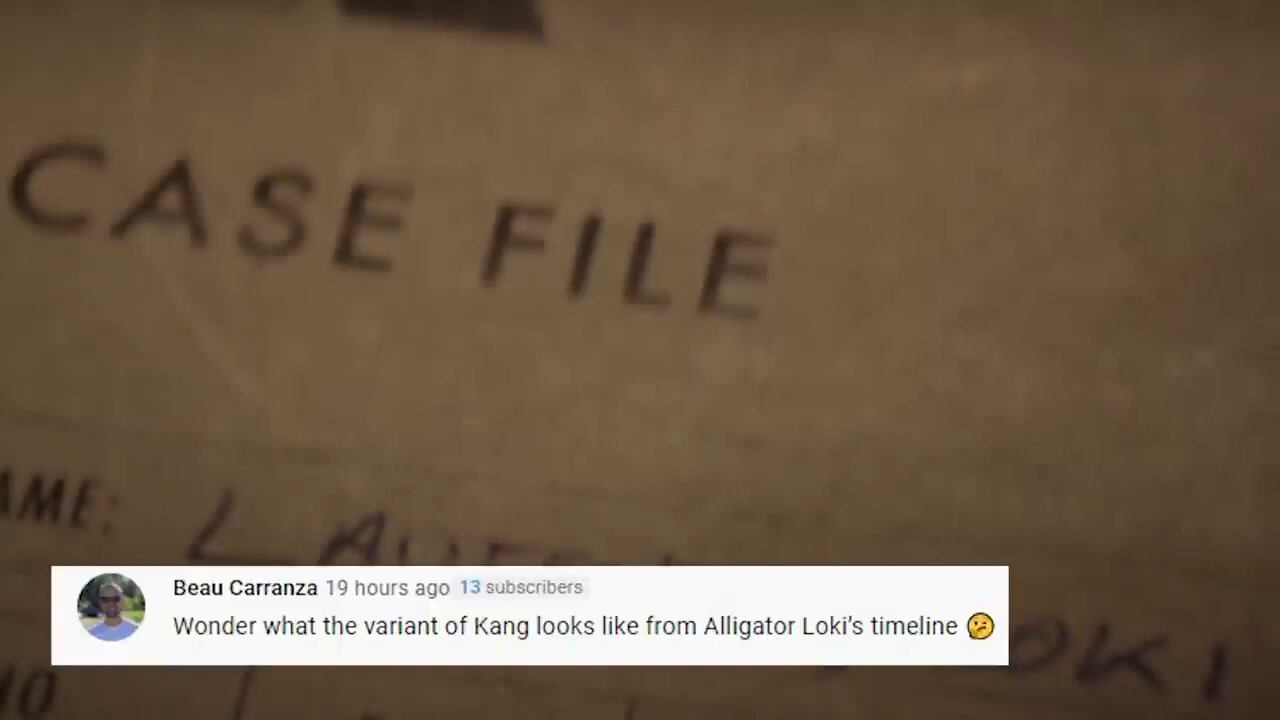 CASE FILE
Beau Carranza 19 hours ago 13 subscribers
Wonder what the variant of Kang looks like from Alligator Loki's timeline 🤔
OKI